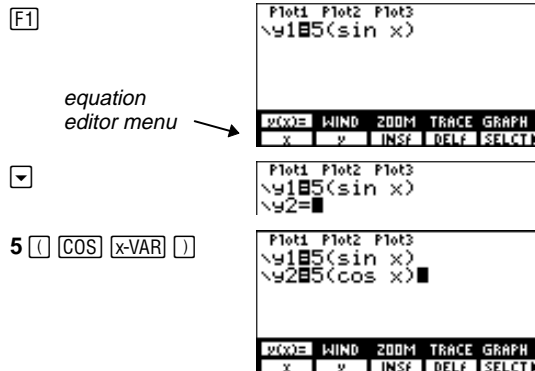 [F1]
Plot1 Plot2 Plot3
\y1=5(sin x)
equation
editor menu
y(x)= WIND ZOOM TRACE GRAPH
x y INSf DELf SELCT▶
Plot1 Plot2 Plot3
\y1=5(sin x)
\y2=
5 [(] [COS] [x-VAR] [)]
Plot1 Plot2 Plot3
\y1=5(sin x)
\y2=5(cos x)
y(x)= WIND ZOOM TRACE GRAPH
x y INSf DELf SELCT▶